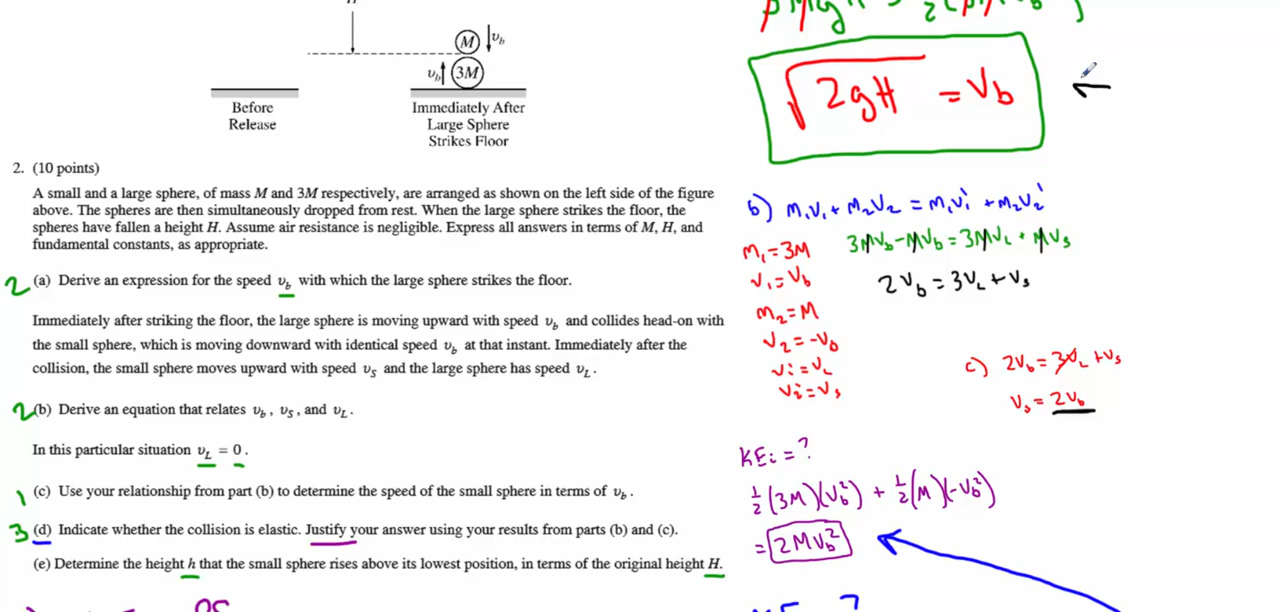 M
v_b
v_b
3M
Before
Release
Immediately After
Large Sphere
Strikes Floor
2. (10 points)
A small and a large sphere, of mass M and 3M respectively, are arranged as shown on the left side of the figure
above. The spheres are then simultaneously dropped from rest. When the large sphere strikes the floor, the
spheres have fallen a height H. Assume air resistance is negligible. Express all answers in terms of M, H, and
fundamental constants, as appropriate.
2 (a) Derive an expression for the speed v_b with which the large sphere strikes the floor.
Immediately after striking the floor, the large sphere is moving upward with speed v_b and collides head-on with
the small sphere, which is moving downward with identical speed v_b at that instant. Immediately after the
collision, the small sphere moves upward with speed v_S and the large sphere has speed v_L.
2 (b) Derive an equation that relates v_b, v_S, and v_L.
In this particular situation v_L = 0.
1 (c) Use your relationship from part (b) to determine the speed of the small sphere in terms of v_b.
3 (d) Indicate whether the collision is elastic. Justify your answer using your results from parts (b) and (c).
(e) Determine the height h that the small sphere rises above its lowest position, in terms of the original height H.
√2gH = v_b
b) m₁v₁ + m₂v₂ = m₁v₁' + m₂v₂'
m₁ = 3M
3Mv_b - Mv_b = 3Mv_L + Mv_s
v₁ = v_b
2v_b = 3v_L + v_s
m₂ = M
v₂ = -v_b
v₁' = v_L
v₂' = v_s
c) 2v_b = 3v_L + v_s
v_s = 2v_b
KEi = ?
½(3M)(v_b²) + ½(M)(-v_b²)
= 2Mv_b²